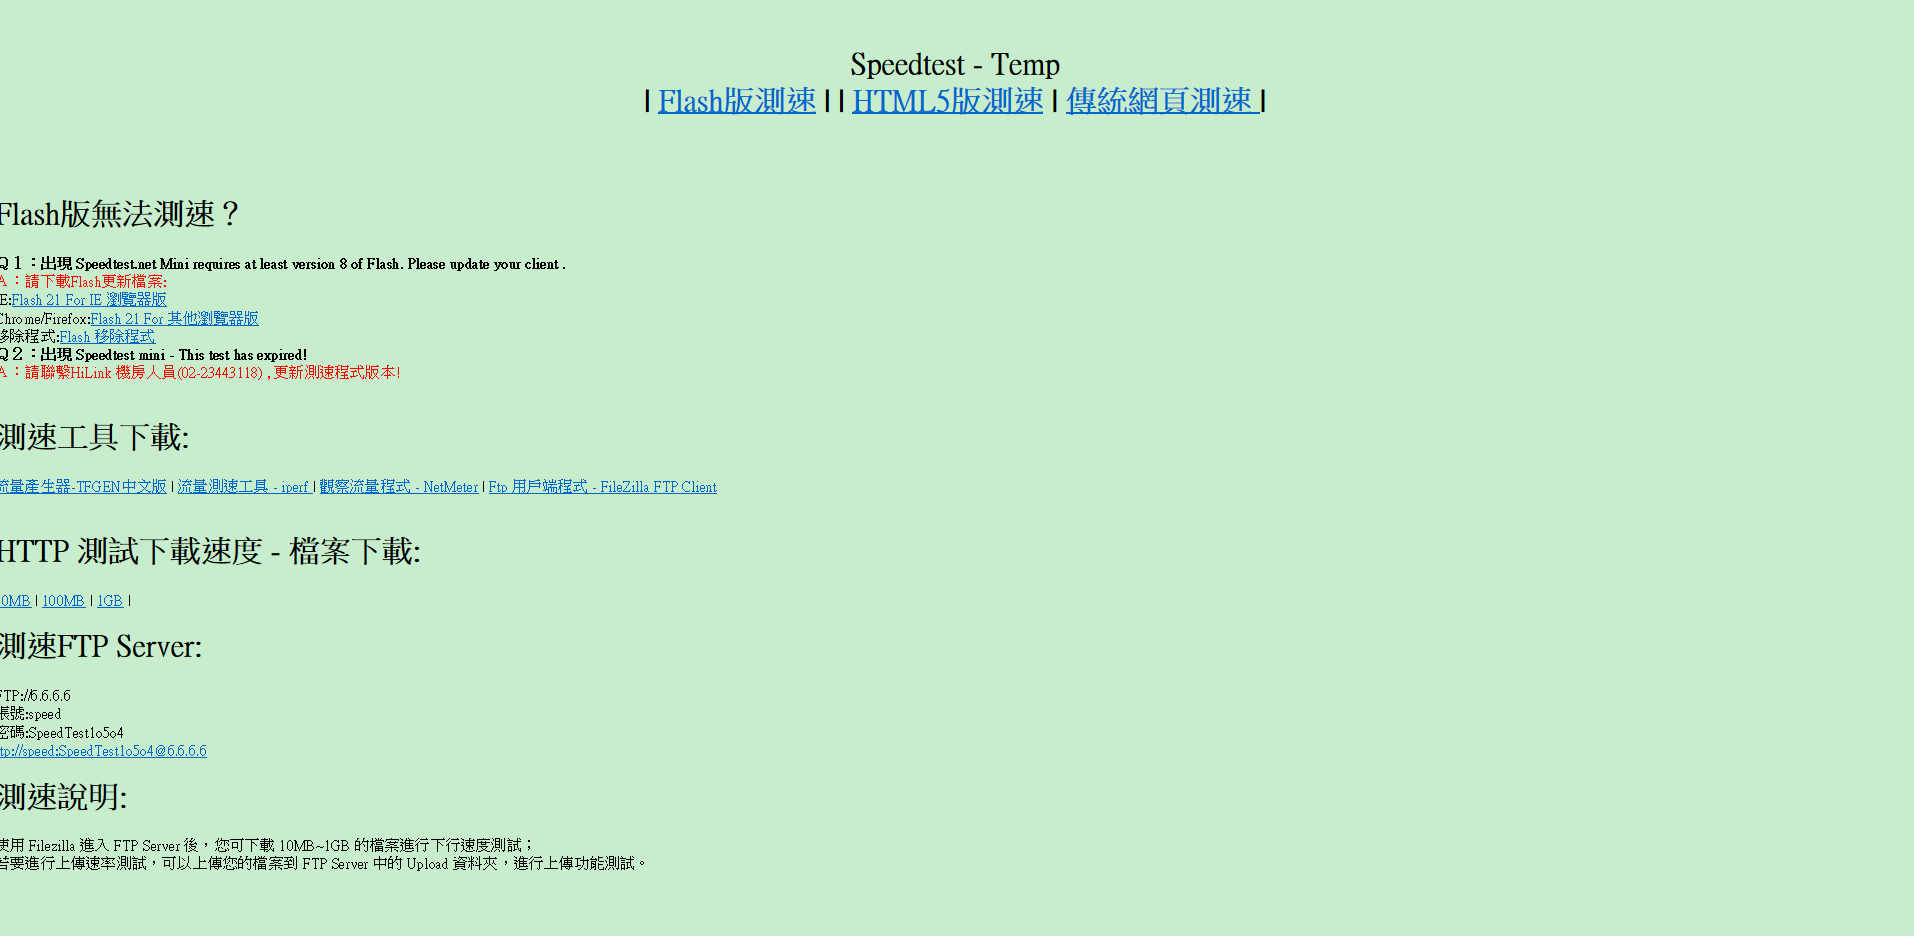 Speedtest - Temp
| Flash版測速 | | HTML5版測速 | 傳統網頁測速 |
Flash版無法測速？
Ｑ１：出現 Speedtest.net Mini requires at least version 8 of Flash. Please update your client .
Ａ：請下載Flash更新檔案:
IE:Flash 21 For IE 瀏覽器版
Chrome/Firefox:Flash 21 For 其他瀏覽器版
移除程式:Flash 移除程式
Ｑ２：出現 Speedtest mini - This test has expired!
Ａ：請聯繫HiLink 機房人員(02-23443118) , 更新測速程式版本!
測速工具下載:
流量產生器-TFGEN中文版 | 流量測速工具 - iperf | 觀察流量程式 - NetMeter | Ftp 用戶端程式 - FileZilla FTP Client
HTTP 測試下載速度 - 檔案下載:
0MB | 100MB | 1GB |
測速FTP Server:
FTP://6.6.6.6
帳號:speed
密碼:SpeedTest1o5o4
ftp://speed:SpeedTest1o5o4@6.6.6.6
測速說明:
使用 Filezilla 進入 FTP Server 後，您可下載 10MB~1GB 的檔案進行下行速度測試；
若要進行上傳速率測試，可以上傳您的檔案到 FTP Server 中的 Upload 資料夾，進行上傳功能測試。